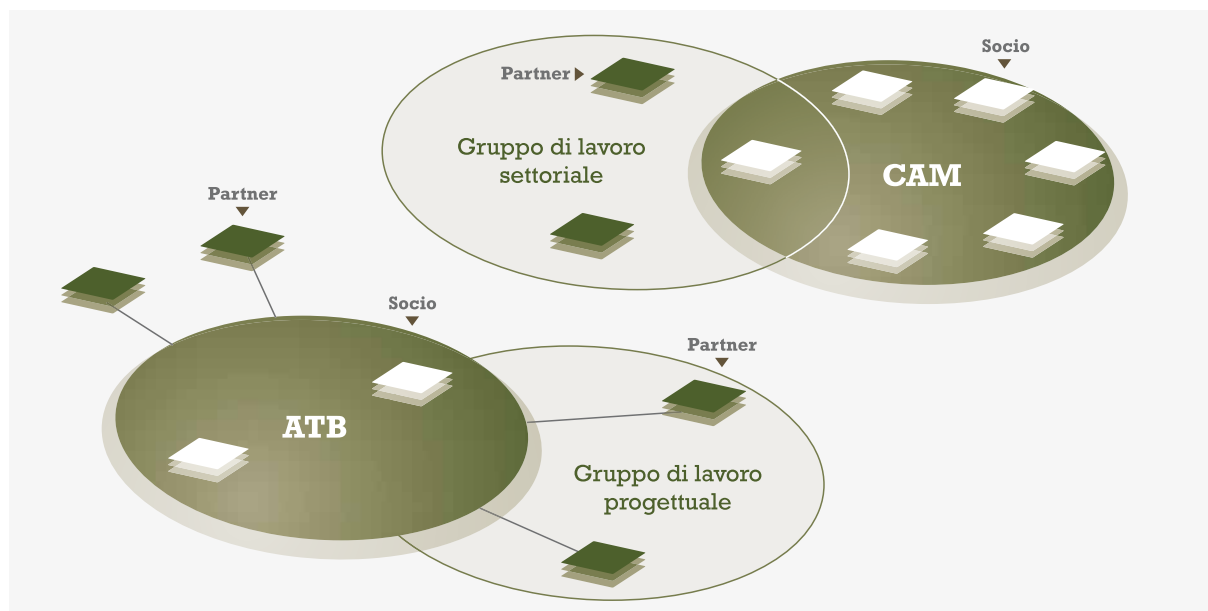 Socio
Partner
Gruppo di lavoro
settoriale
CAM
Partner
Socio
Partner
ATB
Gruppo di lavoro
progettuale